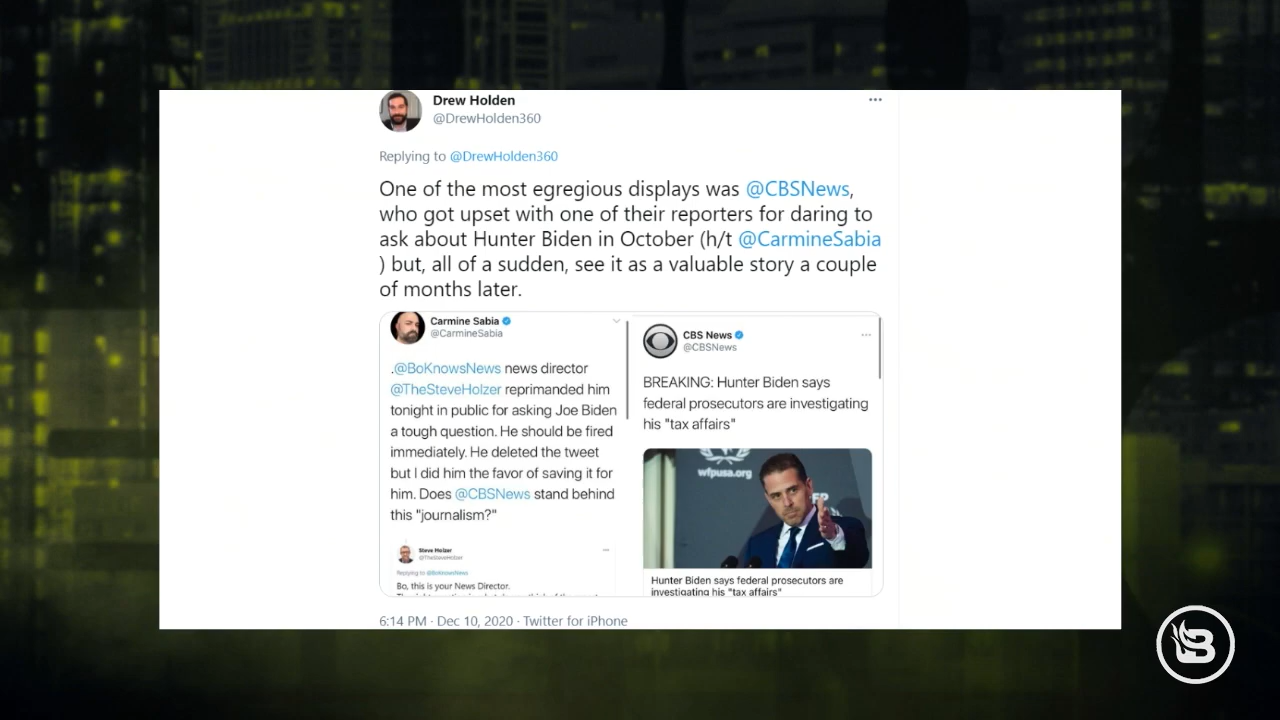 Drew Holden
@DrewHolden360
Replying to @DrewHolden360
One of the most egregious displays was @CBSNews,
who got upset with one of their reporters for daring to
ask about Hunter Biden in October (h/t @CarmineSabia
) but, all of a sudden, see it as a valuable story a couple
of months later.
Carmine Sabia
@CarmineSabia
.@BoKnowsNews news director
@TheSteveHolzer reprimanded him
tonight in public for asking Joe Biden
a tough question. He should be fired
immediately. He deleted the tweet
but I did him the favor of saving it for
him. Does @CBSNews stand behind
this "journalism?"
Steve Holzer
@TheSteveHolzer
Replying to @BoKnowsNews
Bo, this is your News Director.
CBS News
@CBSNews
BREAKING: Hunter Biden says
federal prosecutors are investigating
his "tax affairs"
wfpusa.org
Hunter Biden says federal prosecutors are
investigating his "tax affairs"
6:14 PM · Dec 10, 2020 · Twitter for iPhone
B